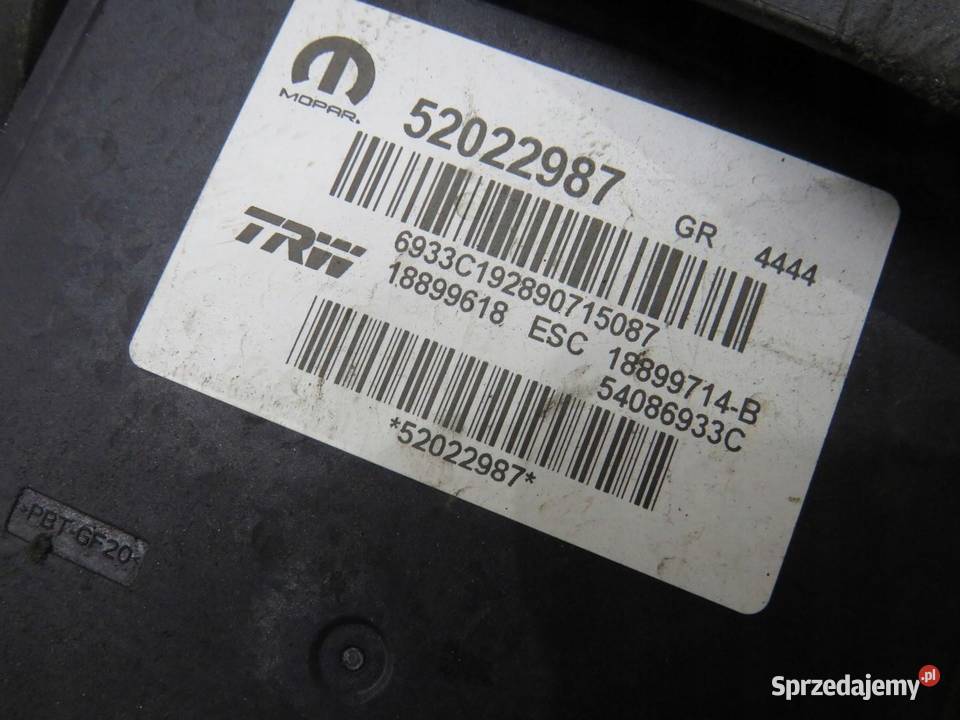 MOPAR.
52022987
GR 4444
TRW
6933C192890715087
18899618 ESC 18899714-B
54086933C
*52022987*
>PBT-GF20<
Sprzedajemy.pl